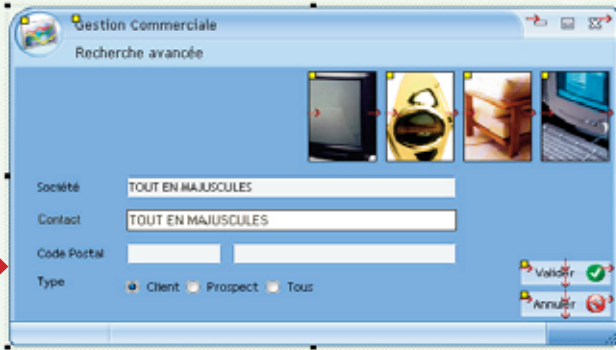 Gestion Commerciale
Recherche avancée
Société TOUT EN MAJUSCULES
Contact TOUT EN MAJUSCULES
Code Postal
Type Client Prospect Tous
Valider
Annuler